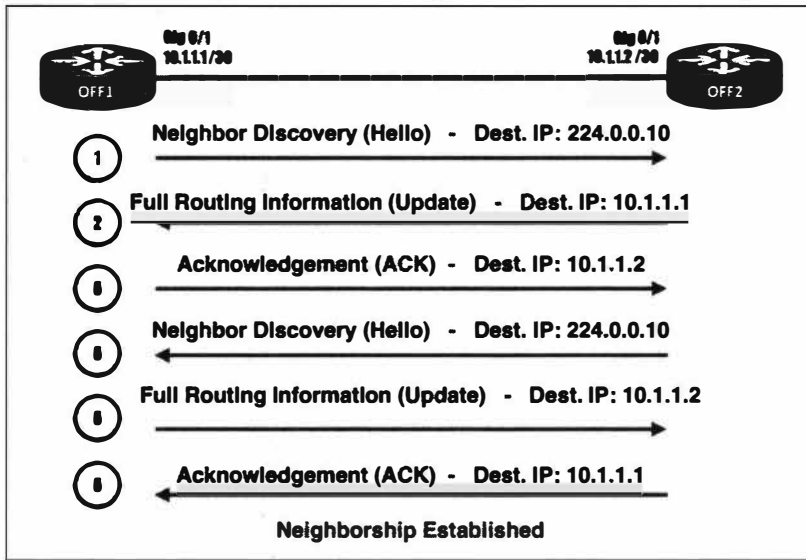 Gig 0/1
10.1.1.1/30
Gig 0/1
10.1.1.2 /30
OFF1
OFF2
1
Neighbor Discovery (Hello) - Dest. IP: 224.0.0.10
2
Full Routing Information (Update) - Dest. IP: 10.1.1.1
Acknowledgement (ACK) - Dest. IP: 10.1.1.2
Neighbor Discovery (Hello) - Dest. IP: 224.0.0.10
Full Routing Information (Update) - Dest. IP: 10.1.1.2
Acknowledgement (ACK) - Dest. IP: 10.1.1.1
Neighborship Established